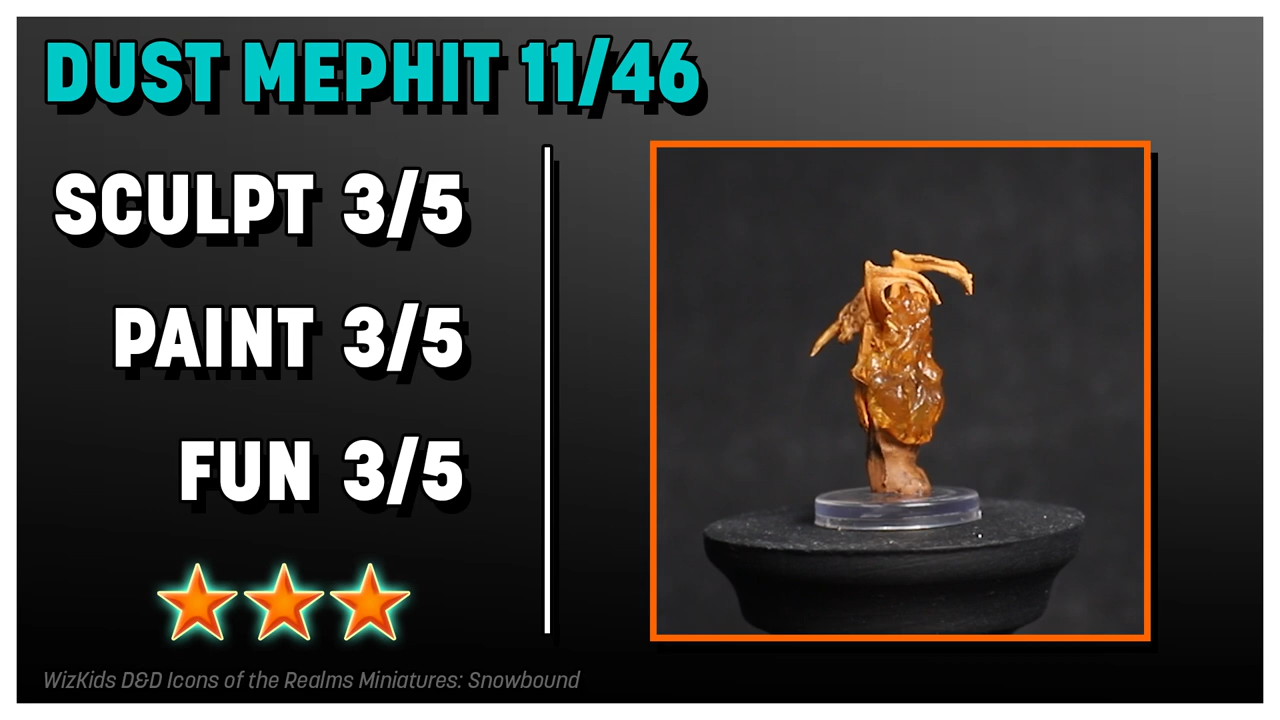 DUST MEPHIT 11/46
SCULPT 3/5
PAINT 3/5
FUN 3/5
WizKids D&D Icons of the Realms Miniatures: Snowbound